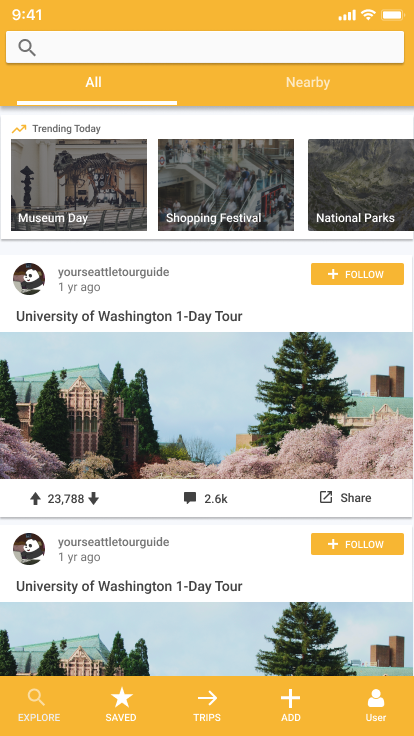 9:41
All
Nearby
Trending Today
Museum Day
Shopping Festival
National Parks
yourseattletourguide
1 yr ago
FOLLOW
University of Washington 1-Day Tour
23,788
2.6k
Share
yourseattletourguide
1 yr ago
FOLLOW
University of Washington 1-Day Tour
EXPLORE
SAVED
TRIPS
ADD
User